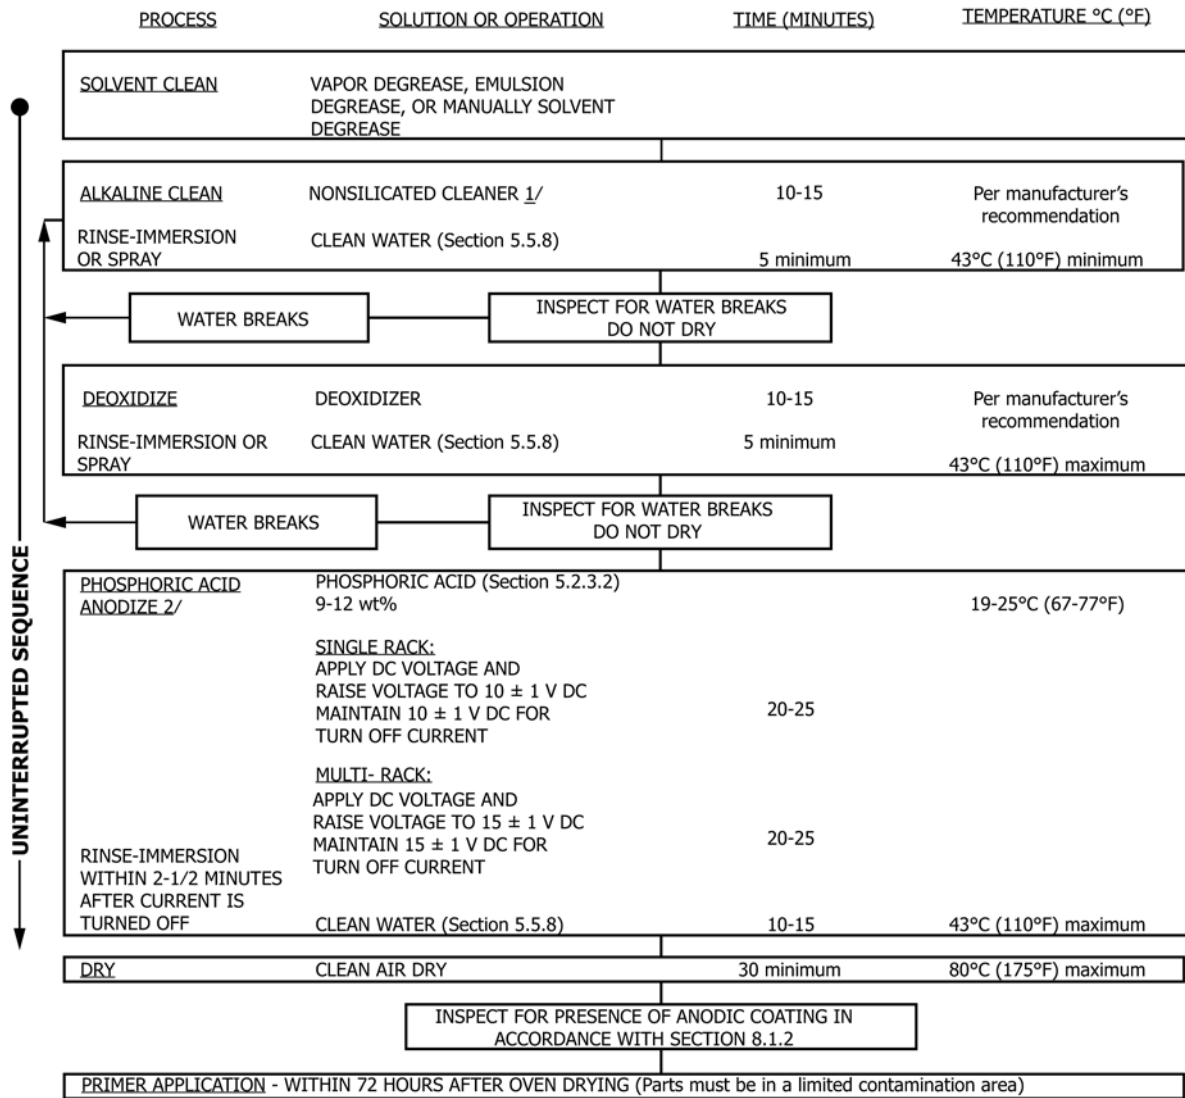 PROCESS SOLUTION OR OPERATION TIME (MINUTES) TEMPERATURE °C (°F)
SOLVENT CLEAN VAPOR DEGREASE, EMULSION
DEGREASE, OR MANUALLY SOLVENT
DEGREASE
ALKALINE CLEAN NONSILICATED CLEANER 1/ 10-15 Per manufacturer's
recommendation
RINSE-IMMERSION CLEAN WATER (Section 5.5.8)
OR SPRAY 5 minimum 43°C (110°F) minimum
WATER BREAKS
INSPECT FOR WATER BREAKS
DO NOT DRY
DEOXIDIZE DEOXIDIZER 10-15 Per manufacturer's
recommendation
RINSE-IMMERSION OR CLEAN WATER (Section 5.5.8) 5 minimum
SPRAY 43°C (110°F) maximum
WATER BREAKS
INSPECT FOR WATER BREAKS
DO NOT DRY
PHOSPHORIC ACID PHOSPHORIC ACID (Section 5.2.3.2)
ANODIZE 2/ 9-12 wt% 19-25°C (67-77°F)
SINGLE RACK:
APPLY DC VOLTAGE AND
RAISE VOLTAGE TO 10 ± 1 V DC
MAINTAIN 10 ± 1 V DC FOR 20-25
TURN OFF CURRENT
MULTI- RACK:
APPLY DC VOLTAGE AND
RAISE VOLTAGE TO 15 ± 1 V DC
MAINTAIN 15 ± 1 V DC FOR 20-25
TURN OFF CURRENT
RINSE-IMMERSION
WITHIN 2-1/2 MINUTES
AFTER CURRENT IS
TURNED OFF CLEAN WATER (Section 5.5.8) 10-15 43°C (110°F) maximum
DRY CLEAN AIR DRY 30 minimum 80°C (175°F) maximum
INSPECT FOR PRESENCE OF ANODIC COATING IN
ACCORDANCE WITH SECTION 8.1.2
PRIMER APPLICATION - WITHIN 72 HOURS AFTER OVEN DRYING (Parts must be in a limited contamination area)
UNINTERRUPTED SEQUENCE